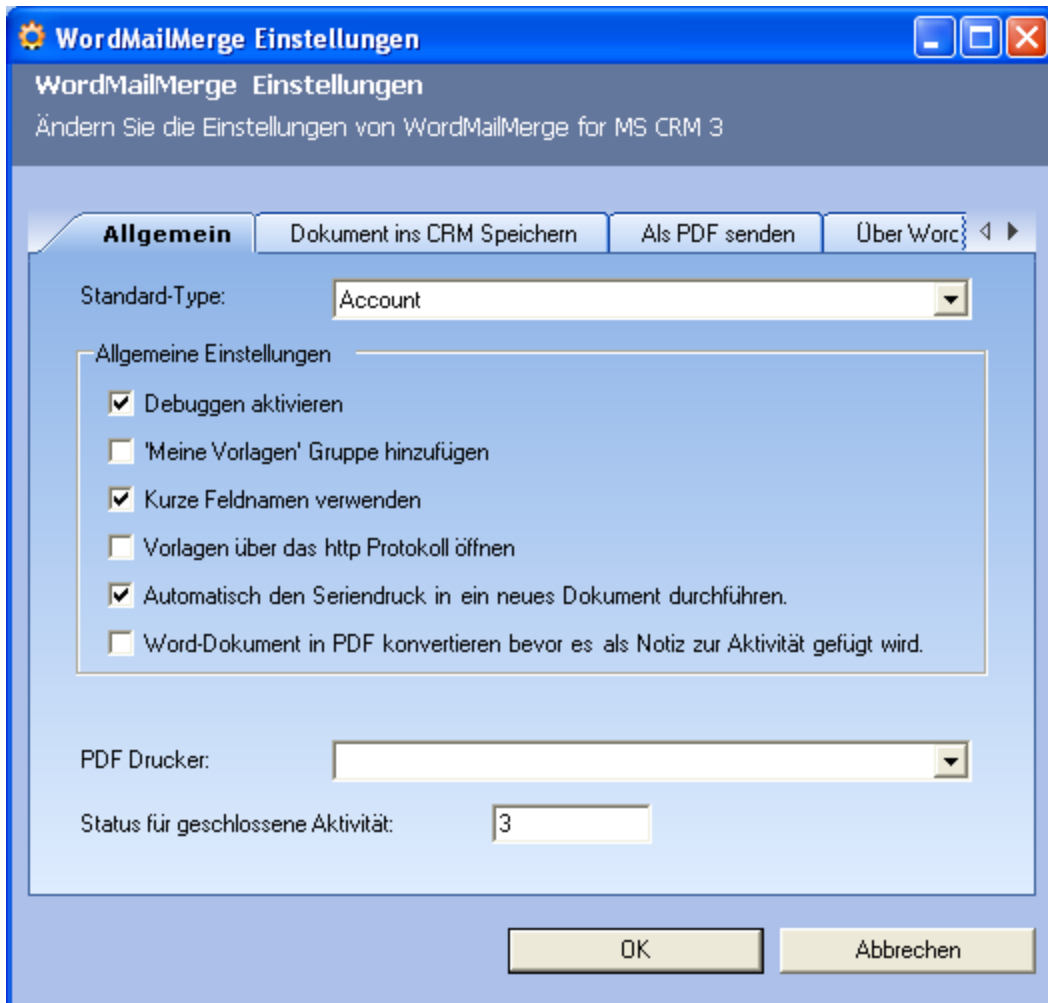 WordMailMerge Einstellungen
WordMailMerge Einstellungen
Ändern Sie die Einstellungen von WordMailMerge for MS CRM 3
Allgemein
Dokument ins CRM Speichern
Als PDF senden
Über Word
Standard-Type:
Account
Allgemeine Einstellungen
Debuggen aktivieren
'Meine Vorlagen' Gruppe hinzufügen
Kurze Feldnamen verwenden
Vorlagen über das http Protokoll öffnen
Automatisch den Seriendruck in ein neues Dokument durchführen.
Word-Dokument in PDF konvertieren bevor es als Notiz zur Aktivität gefügt wird.
PDF Drucker:
Status für geschlossene Aktivität:
3
OK
Abbrechen